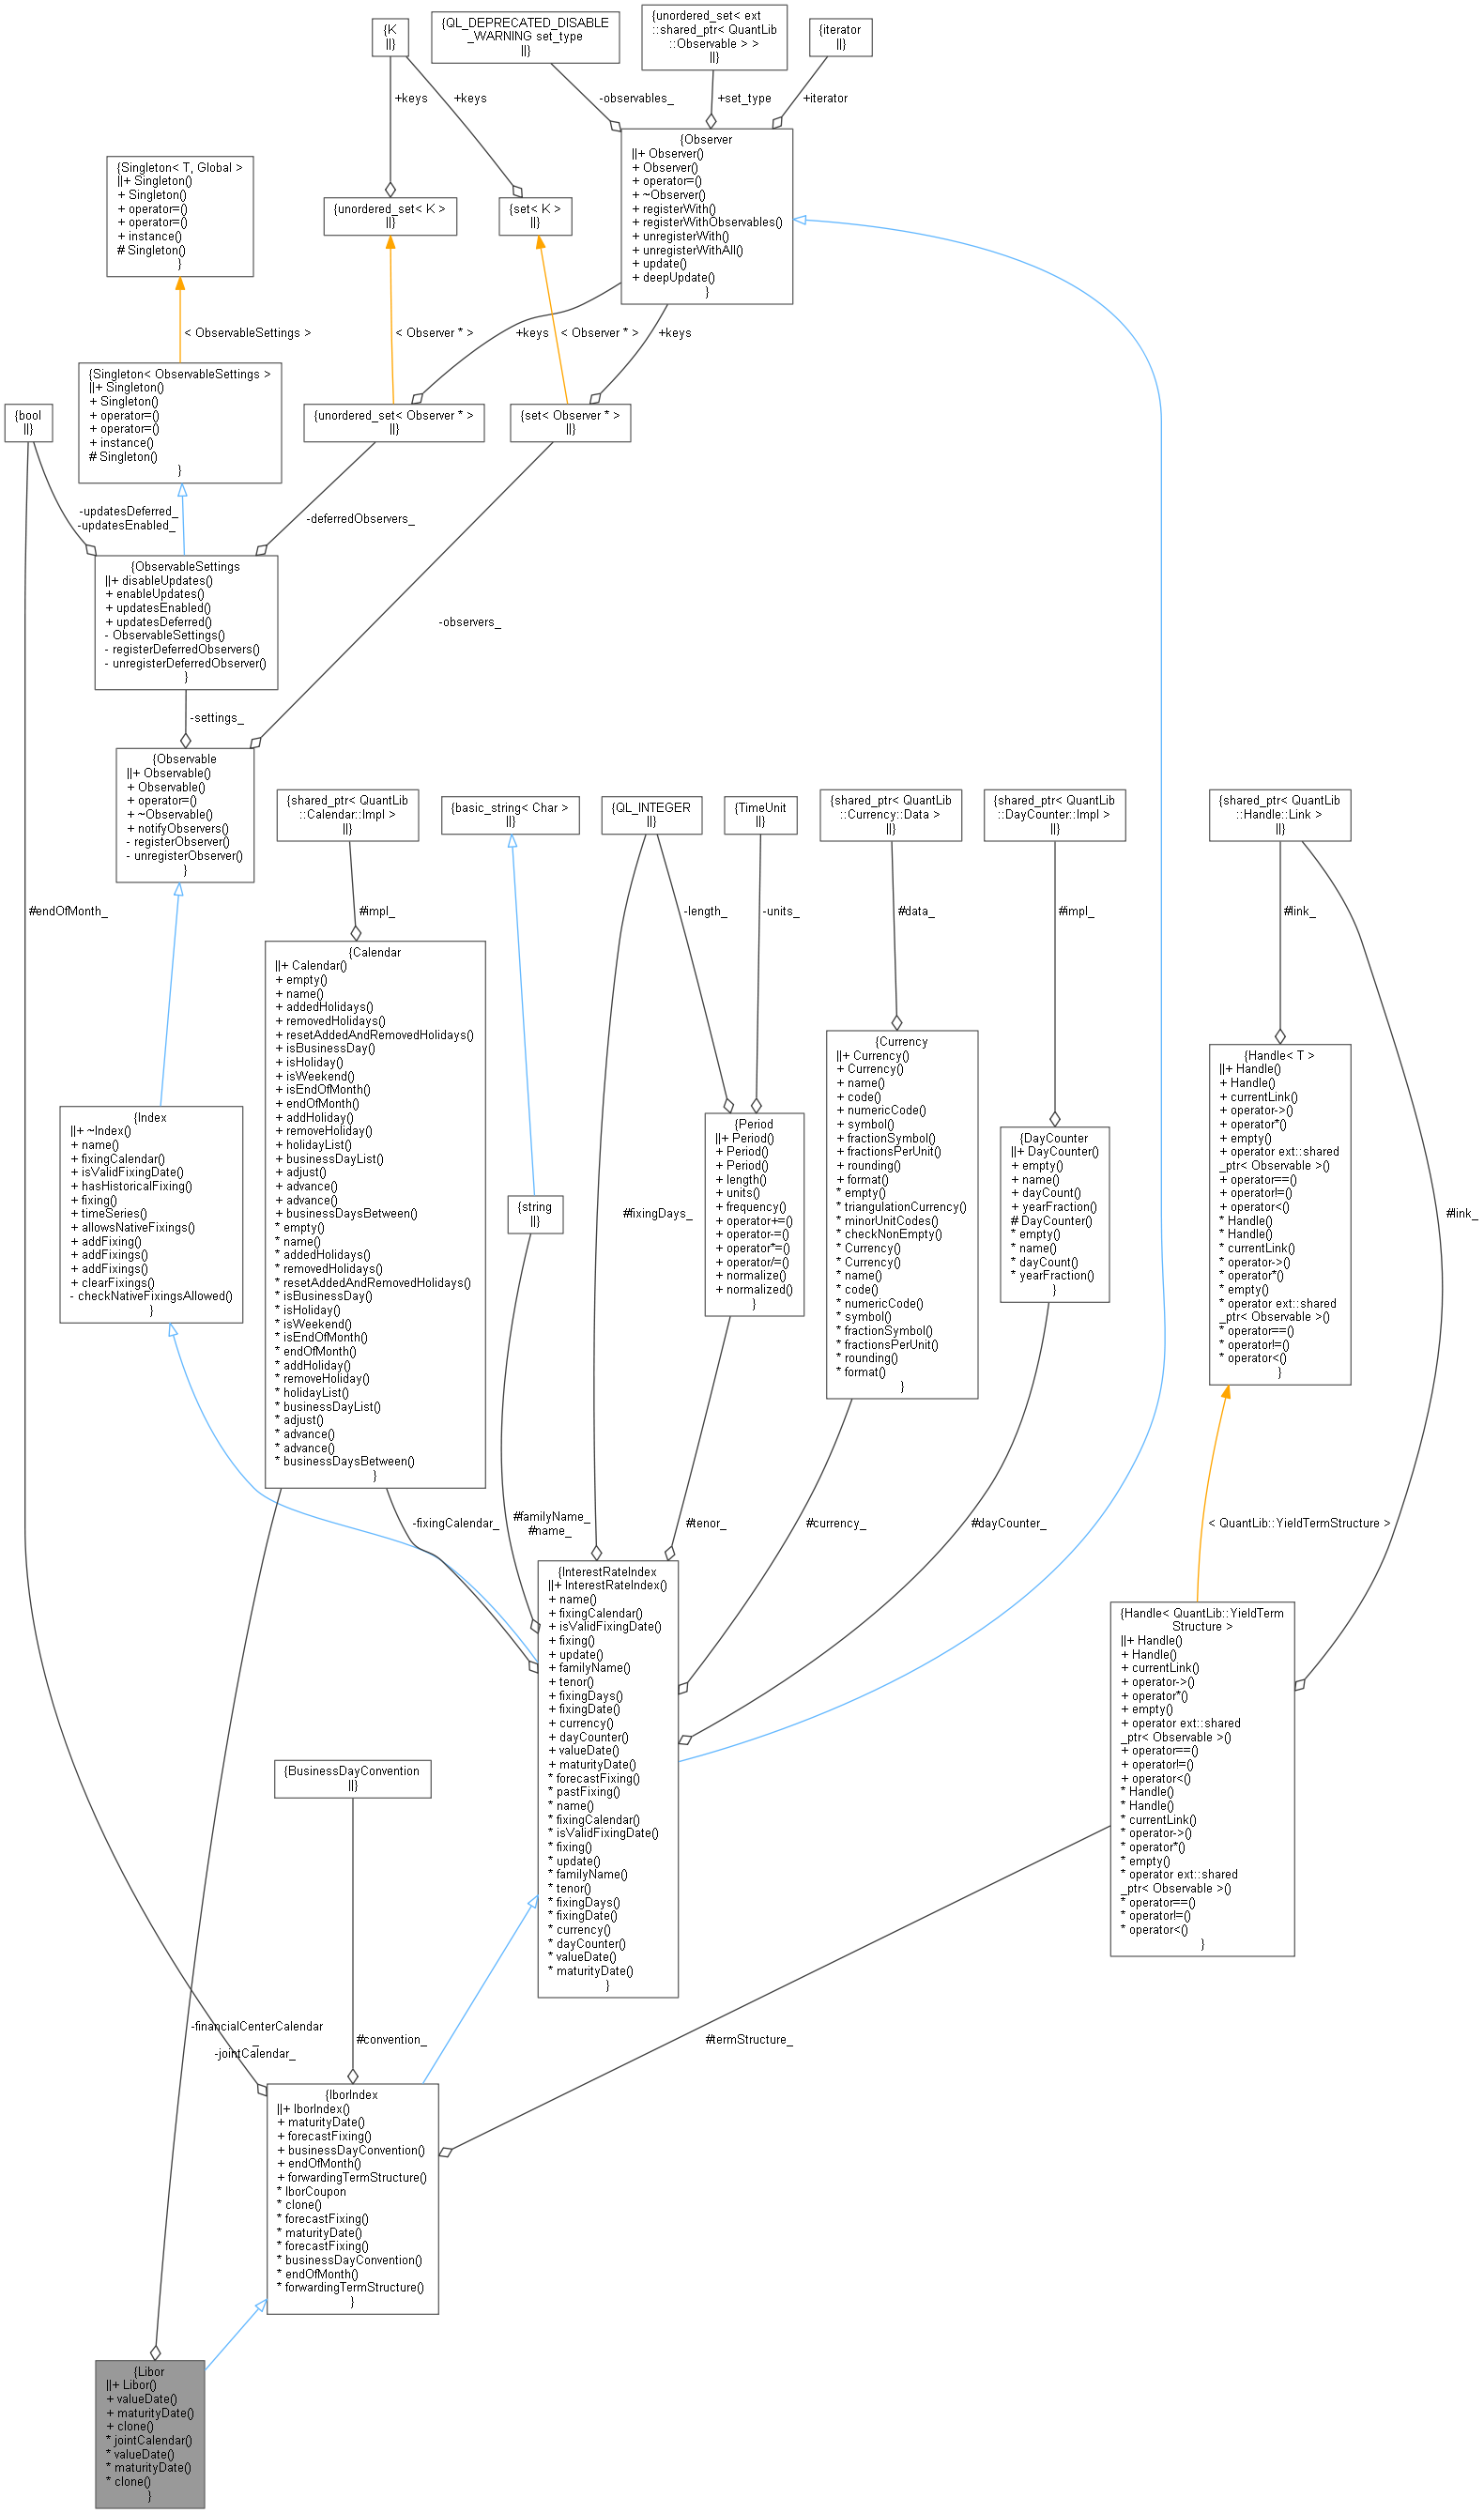 {K
||}
{QL_DEPRECATED_DISABLE
_WARNING set_type
||}
{unordered_set< ext
::shared_ptr< QuantLib
::Observable > >
||}
{iterator
||}
+keys
+keys
-observables_
+set_type
+iterator
{Singleton< T, Global >
||+ Singleton()
+ Singleton()
+ operator=()
+ operator=()
+ instance()
# Singleton()
}
{unordered_set< K >
||}
{set< K >
||}
{Observer
||+ Observer()
+ Observer()
+ operator=()
+ ~Observer()
+ registerWith()
+ registerWithObservables()
+ unregisterWith()
+ unregisterWithAll()
+ update()
+ deepUpdate()
}
< ObservableSettings >
< Observer * >
+keys
< Observer * >
+keys
{bool
||}
{Singleton< ObservableSettings >
||+ Singleton()
+ Singleton()
+ operator=()
+ operator=()
+ instance()
# Singleton()
}
{unordered_set< Observer * >
||}
{set< Observer * >
||}
-updatesDeferred_
-updatesEnabled_
-deferredObservers_
{ObservableSettings
||+ disableUpdates()
+ enableUpdates()
+ updatesEnabled()
+ updatesDeferred()
- ObservableSettings()
- registerDeferredObservers()
- unregisterDeferredObserver()
}
-observers_
-settings_
{Observable
||+ Observable()
+ Observable()
+ operator=()
+ ~Observable()
+ notifyObservers()
- registerObserver()
- unregisterObserver()
}
{shared_ptr< QuantLib
::Calendar::Impl >
||}
{basic_string< Char >
||}
{QL_INTEGER
||}
{TimeUnit
||}
{shared_ptr< QuantLib
::Currency::Data >
||}
{shared_ptr< QuantLib
::DayCounter::Impl >
||}
{shared_ptr< QuantLib
::Handle::Link >
||}
#endOfMonth_
#impl_
-length_
-units_
#data_
#impl_
#link_
{Calendar
||+ Calendar()
+ empty()
+ name()
+ addedHolidays()
+ removedHolidays()
+ resetAddedAndRemovedHolidays()
+ isBusinessDay()
+ isHoliday()
+ isWeekend()
+ isEndOfMonth()
+ endOfMonth()
+ addHoliday()
+ removeHoliday()
+ holidayList()
+ businessDayList()
+ adjust()
+ advance()
+ advance()
+ businessDaysBetween()
* empty()
* name()
* addedHolidays()
* removedHolidays()
* resetAddedAndRemovedHolidays()
* isBusinessDay()
* isHoliday()
* isWeekend()
* isEndOfMonth()
* endOfMonth()
* addHoliday()
* removeHoliday()
* holidayList()
* businessDayList()
* adjust()
* advance()
* advance()
* businessDaysBetween()
}
{Index
||+ ~Index()
+ name()
+ fixingCalendar()
+ isValidFixingDate()
+ hasHistoricalFixing()
+ fixing()
+ timeSeries()
+ allowsNativeFixings()
+ addFixing()
+ addFixings()
+ addFixings()
+ clearFixings()
- checkNativeFixingsAllowed()
}
{string
||}
#fixingDays_
{Period
||+ Period()
+ Period()
+ Period()
+ length()
+ units()
+ frequency()
+ operator+=()
+ operator-=()
+ operator*=()
+ operator/=()
+ normalize()
+ normalized()
}
{Currency
||+ Currency()
+ Currency()
+ name()
+ code()
+ numericCode()
+ symbol()
+ fractionSymbol()
+ fractionsPerUnit()
+ rounding()
+ format()
* empty()
* triangulationCurrency()
* minorUnitCodes()
* checkNonEmpty()
* Currency()
* Currency()
* name()
* code()
* numericCode()
* symbol()
* fractionSymbol()
* fractionsPerUnit()
* rounding()
* format()
}
{DayCounter
||+ DayCounter()
+ empty()
+ name()
+ dayCount()
+ yearFraction()
# DayCounter()
* empty()
* name()
* dayCount()
* yearFraction()
}
{Handle< T >
||+ Handle()
+ Handle()
+ currentLink()
+ operator->()
+ operator*()
+ empty()
+ operator ext::shared
_ptr< Observable >()
+ operator==()
+ operator!=()
+ operator<()
* Handle()
* Handle()
* currentLink()
* operator->()
* operator*()
* empty()
* operator ext::shared
_ptr< Observable >()
* operator==()
* operator!=()
* operator<()
}
#link_
-fixingCalendar_
#familyName_
#name_
#tenor_
#currency_
#dayCounter_
< QuantLib::YieldTermStructure >
{InterestRateIndex
||+ InterestRateIndex()
+ name()
+ fixingCalendar()
+ isValidFixingDate()
+ fixing()
+ update()
+ familyName()
+ tenor()
+ fixingDays()
+ fixingDate()
+ currency()
+ dayCounter()
+ valueDate()
+ maturityDate()
* forecastFixing()
* pastFixing()
* name()
* fixingCalendar()
* isValidFixingDate()
* fixing()
* update()
* familyName()
* tenor()
* fixingDays()
* fixingDate()
* currency()
* dayCounter()
* valueDate()
* maturityDate()
}
{Handle< QuantLib::YieldTerm
Structure >
||+ Handle()
+ Handle()
+ currentLink()
+ operator->()
+ operator*()
+ empty()
+ operator ext::shared
_ptr< Observable >()
+ operator==()
+ operator!=()
+ operator<()
* Handle()
* Handle()
* currentLink()
* operator->()
* operator*()
* empty()
* operator ext::shared
_ptr< Observable >()
* operator==()
* operator!=()
* operator<()
}
{BusinessDayConvention
||}
-financialCenterCalendar
_
-jointCalendar_
#convention_
#termStructure_
{IborIndex
||+ IborIndex()
+ maturityDate()
+ forecastFixing()
+ businessDayConvention()
+ endOfMonth()
+ forwardingTermStructure()
* IborCoupon
* clone()
* forecastFixing()
* maturityDate()
* forecastFixing()
* businessDayConvention()
* endOfMonth()
* forwardingTermStructure()
}
{Libor
||+ Libor()
+ valueDate()
+ maturityDate()
+ clone()
* jointCalendar()
* valueDate()
* maturityDate()
* clone()
}